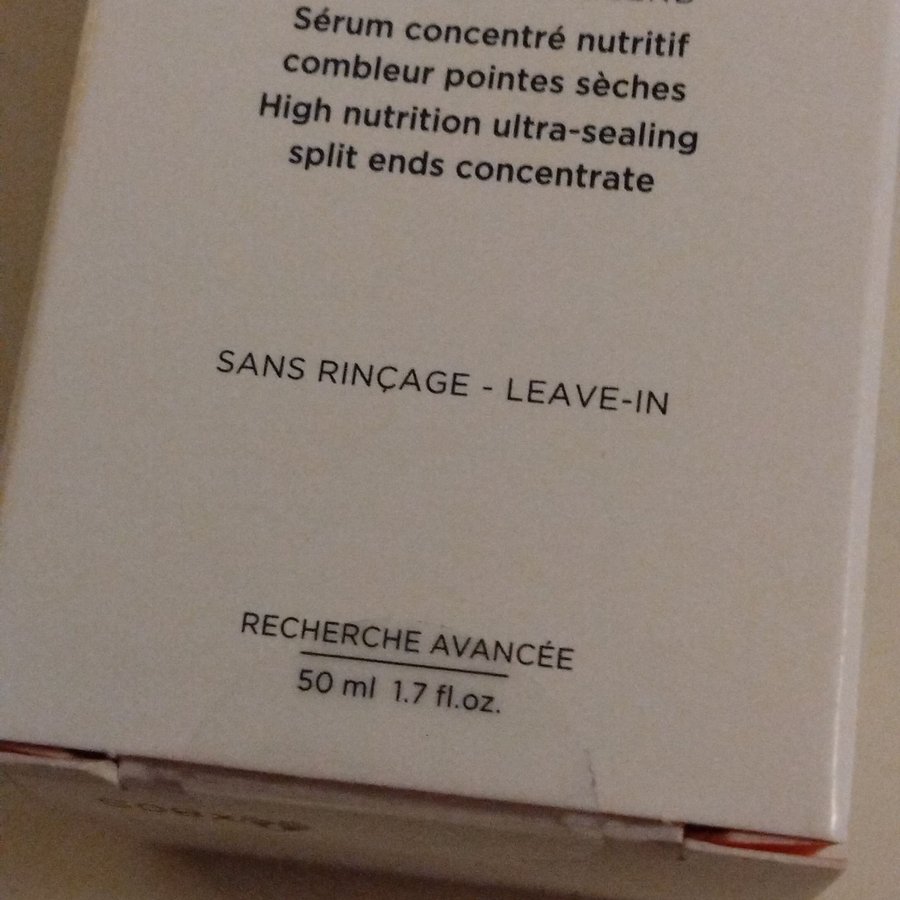 Sérum concentré nutritif
combleur pointes sèches
High nutrition ultra-sealing
split ends concentrate
SANS RINÇAGE - LEAVE-IN
RECHERCHE AVANCÉE
50 ml 1.7 fl.oz.